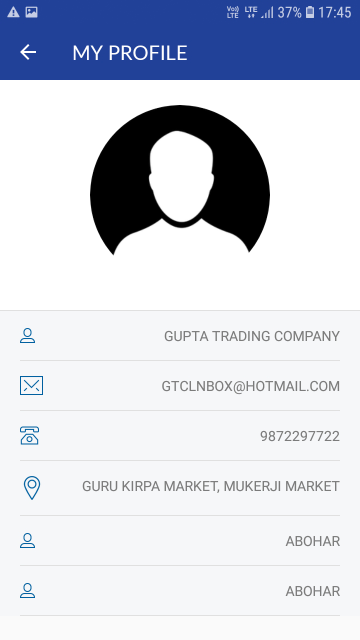 Vo) LTE LTE 37% 17:45
MY PROFILE
GUPTA TRADING COMPANY
GTCLNBOX@HOTMAIL.COM
9872297722
GURU KIRPA MARKET, MUKERJI MARKET
ABOHAR
ABOHAR